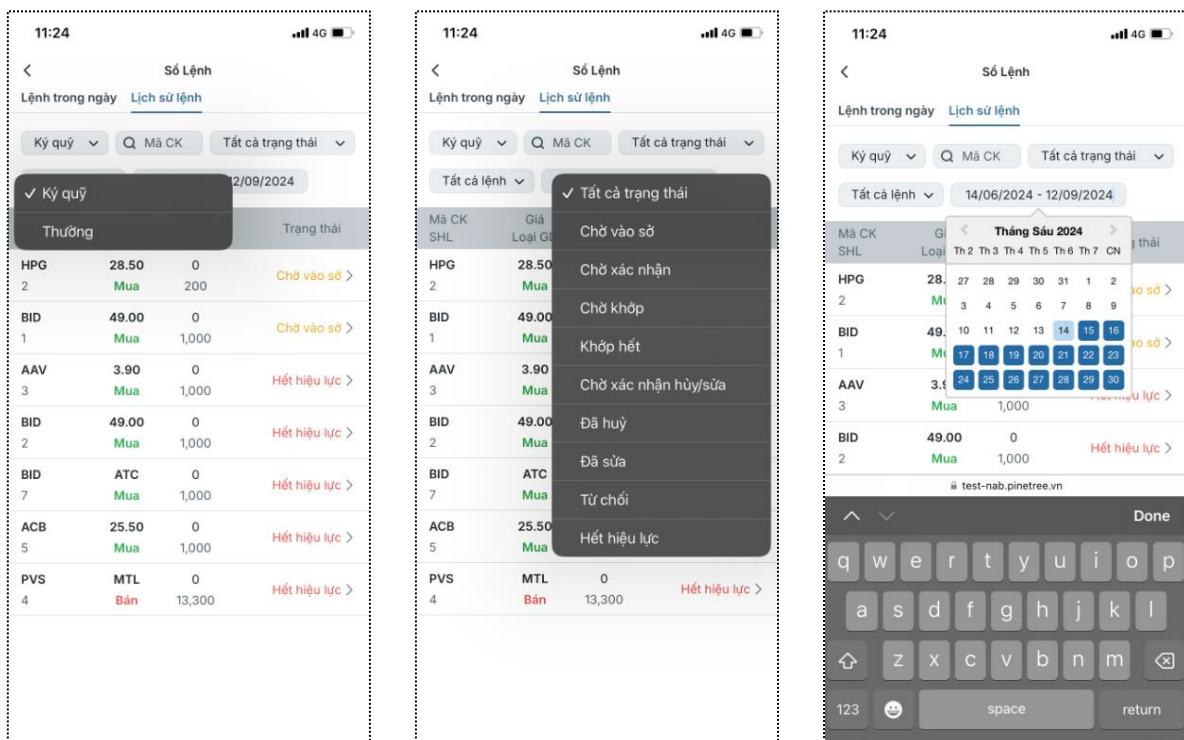 11:24
4G
Sổ Lệnh
Lệnh trong ngày Lịch sử lệnh
Ký quỹ Mã CK Tất cả trạng thái
2/09/2024
✓ Ký quỹ
Thường
Trạng thái
HPG 28.50 0 Chờ vào sở >
2 Mua 200
BID 49.00 0 Chờ vào sở >
1 Mua 1,000
AAV 3.90 0 Hết hiệu lực >
3 Mua 1,000
BID 49.00 0 Hết hiệu lực >
2 Mua 1,000
BID ATC 0 Hết hiệu lực >
7 Mua 1,000
ACB 25.50 0 Hết hiệu lực >
5 Mua 1,000
PVS MTL 0 Hết hiệu lực >
4 Bán 13,300
11:24
4G
Sổ Lệnh
Lệnh trong ngày Lịch sử lệnh
Ký quỹ Mã CK Tất cả trạng thái
Tất cả lệnh
✓ Tất cả trạng thái
Chờ vào sở
Chờ xác nhận
Chờ khớp
Khớp hết
Chờ xác nhận hủy/sửa
Đã huỷ
Đã sửa
Từ chối
Hết hiệu lực
Mã CK Giá
SHL Loại GD
HPG 28.50
2 Mua
BID 49.00
1 Mua
AAV 3.90
3 Mua
BID 49.00
2 Mua
BID ATC
7 Mua
ACB 25.50
5 Mua
PVS MTL 0 Hết hiệu lực >
4 Bán 13,300
11:24
4G
Sổ Lệnh
Lệnh trong ngày Lịch sử lệnh
Ký quỹ Mã CK Tất cả trạng thái
Tất cả lệnh 14/06/2024 - 12/09/2024
Tháng Sáu 2024
Th 2 Th 3 Th 4 Th 5 Th 6 Th 7 CN
27 28 29 30 31 1 2
3 4 5 6 7 8 9
10 11 12 13 14 15 16
17 18 19 20 21 22 23
24 25 26 27 28 29 30
Mã CK
SHL Loại
thái
HPG 28.
2
BID 49.
1
AAV
3 Mua 1,000
BID 49.00 0 Hết hiệu lực >
2 Mua 1,000
test-nab.pinetree.vn
Done
q w e r t y u i o p
a s d f g h j k l
z x c v b n m
123 space return